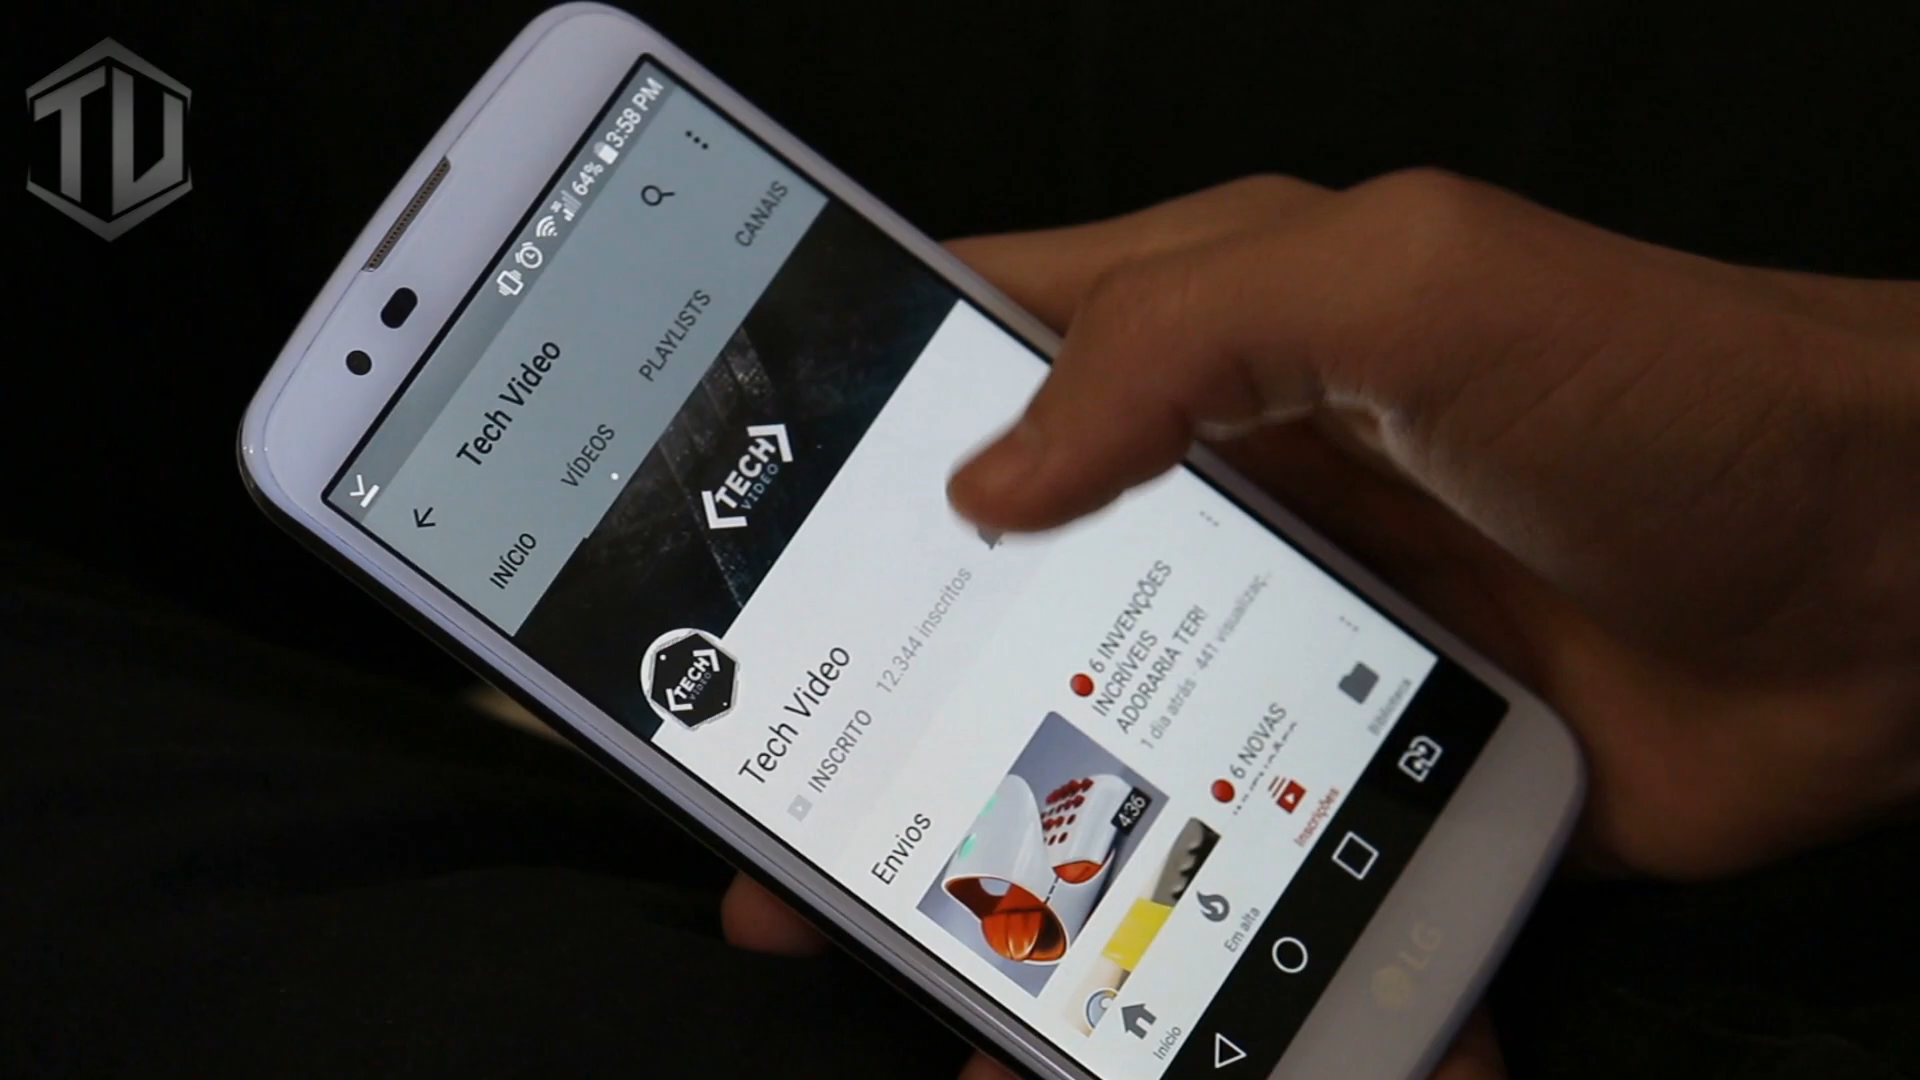 TU
64% 3:58 PM
Tech Video
INÍCIO VÍDEOS PLAYLISTS CANAIS
TECH
VIDEO
TECH
VIDEO
Tech Video
INSCRITO 12.344 inscritos
Envios
6 INVENÇÕES
INCRÍVEIS
ADORARIA TER!
1 dia atrás · 441 visualizaç..
4:36
6 NOVAS
Início Em alta Inscrições Biblioteca
LG